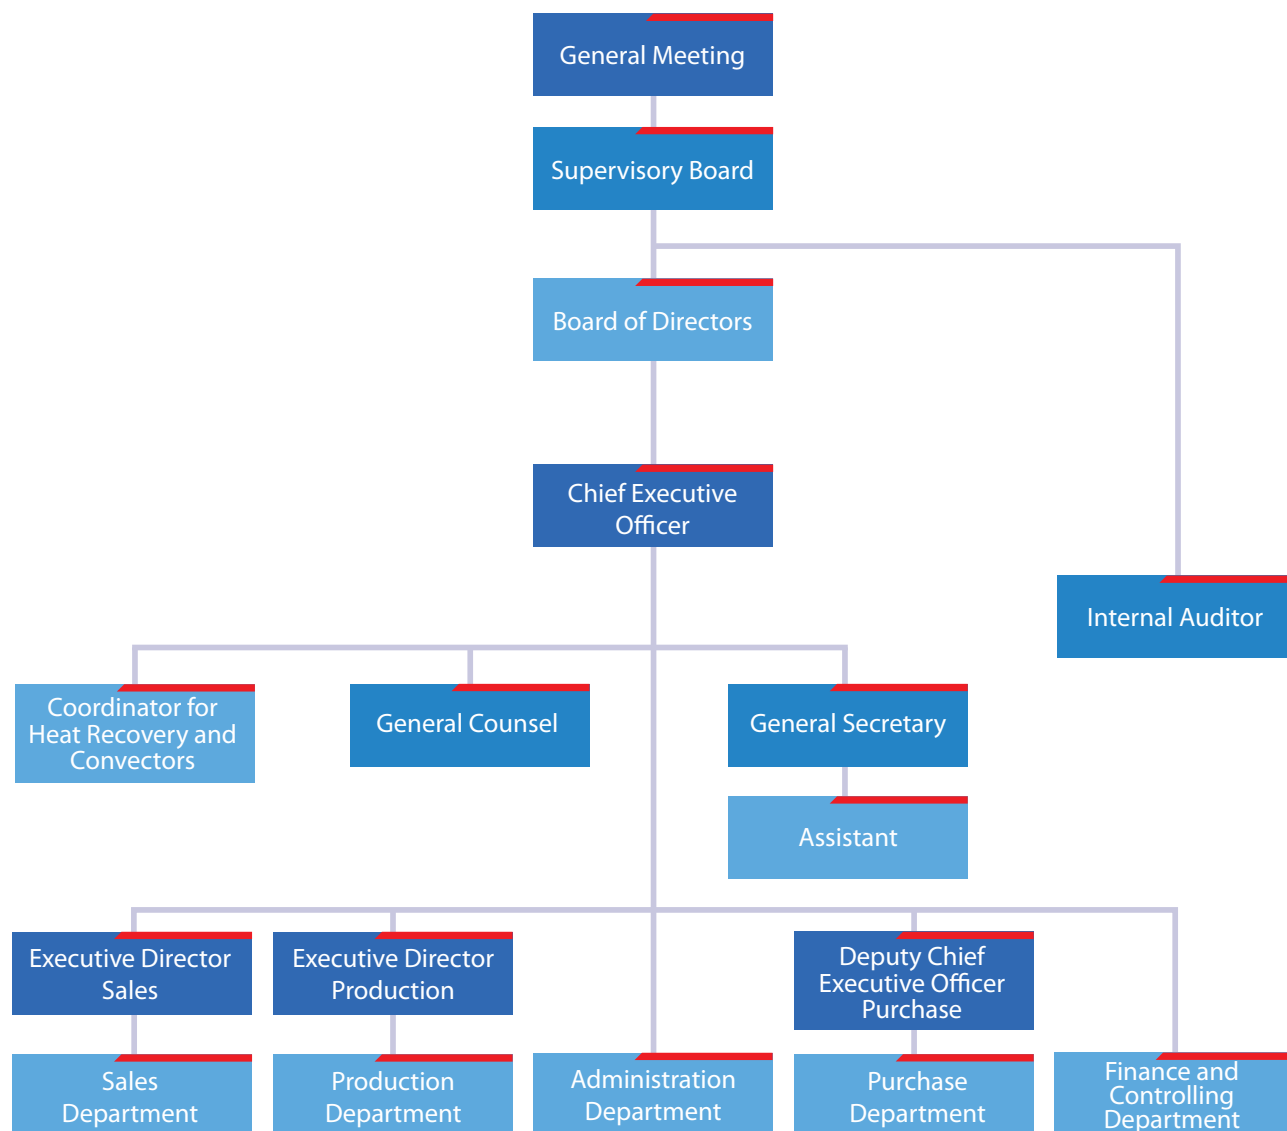 General Meeting
Supervisory Board
Board of Directors
Chief Executive
Officer
Internal Auditor
Coordinator for
Heat Recovery and
Convectors
General Counsel
General Secretary
Assistant
Executive Director
Sales
Executive Director
Production
Deputy Chief
Executive Officer
Purchase
Sales
Department
Production
Department
Administration
Department
Purchase
Department
Finance and
Controlling
Department